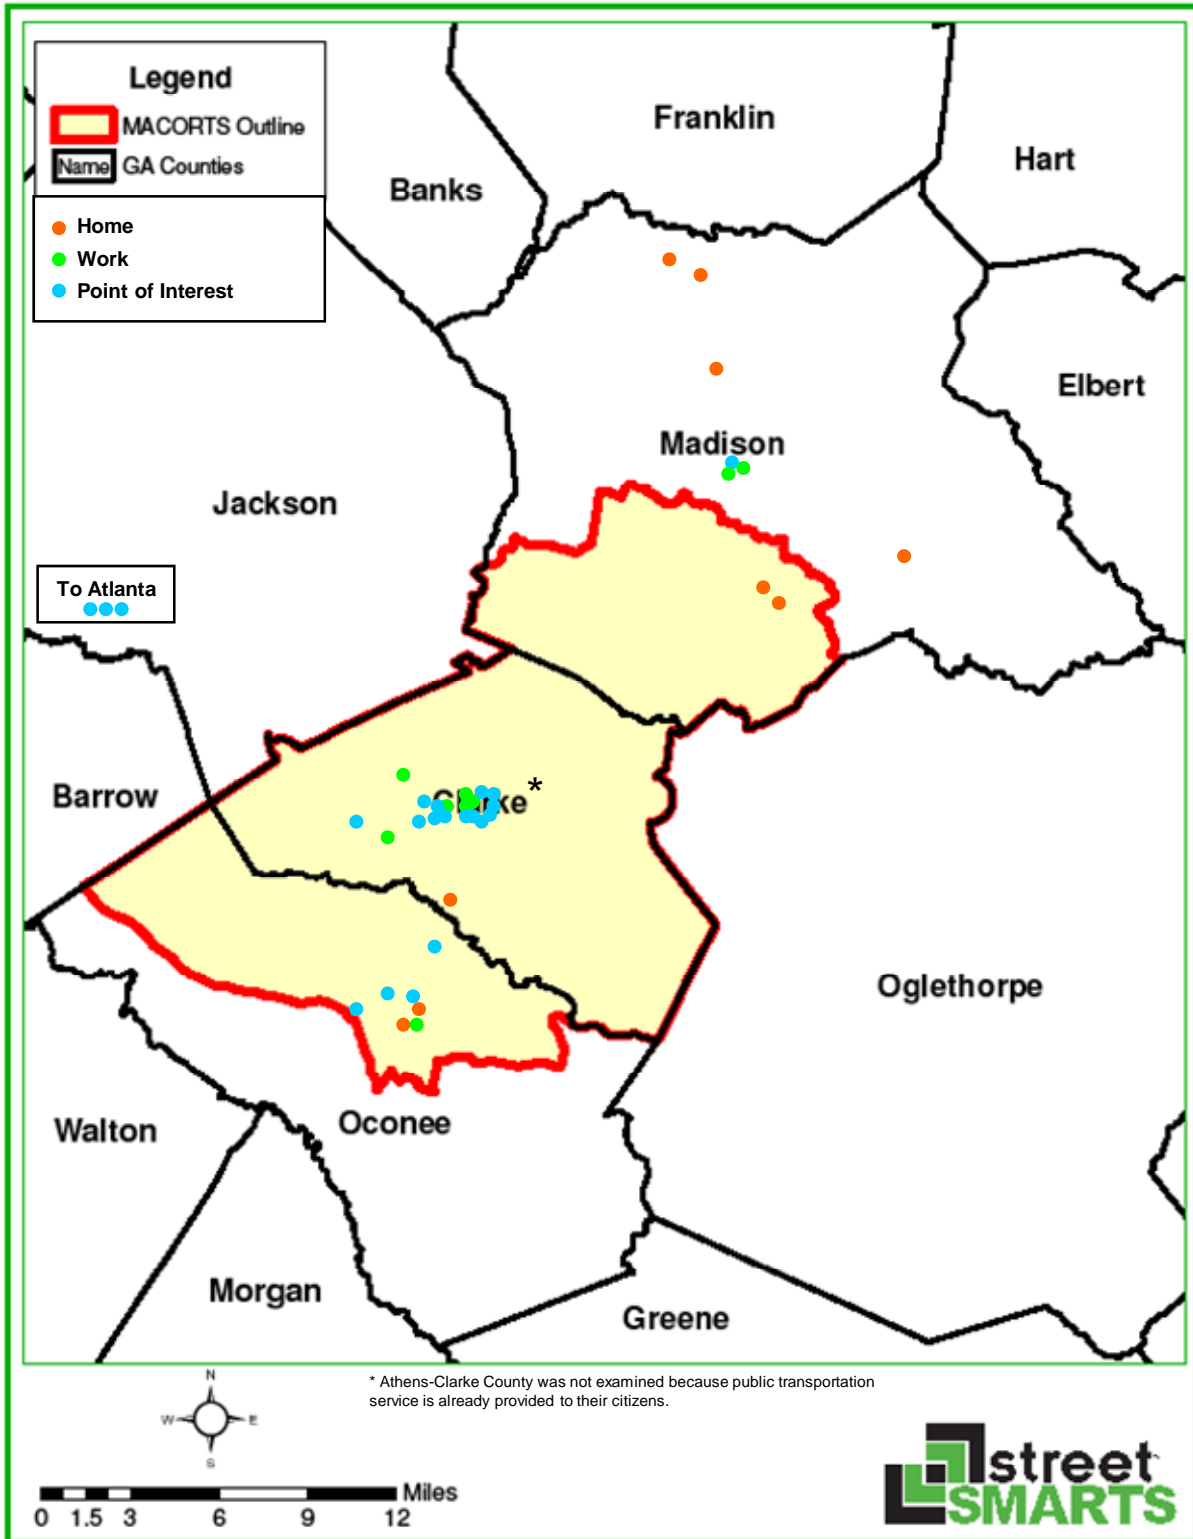 Legend
MACORTS Outline
Name GA Counties
Home
Work
Point of Interest
Franklin
Hart
Banks
Elbert
Madison
Jackson
To Atlanta
Barrow
Clarke *
Oglethorpe
Walton
Oconee
Morgan
Greene
* Athens-Clarke County was not examined because public transportation
service is already provided to their citizens.
N
W E
S
Miles
0 1.5 3 6 9 12
street
SMARTS